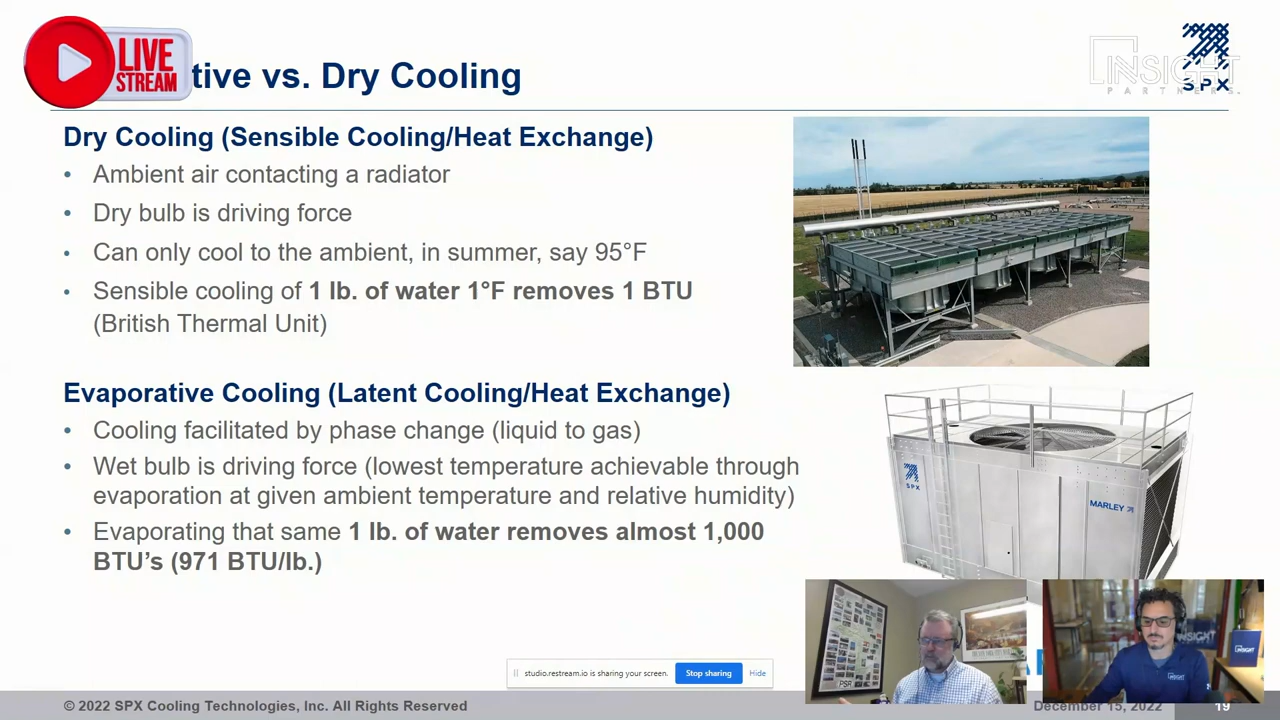 LIVE
STREAM
tive vs. Dry Cooling
INSIGHT
PARTNERS.
SPX
Dry Cooling (Sensible Cooling/Heat Exchange)
• Ambient air contacting a radiator
• Dry bulb is driving force
• Can only cool to the ambient, in summer, say 95°F
• Sensible cooling of 1 lb. of water 1°F removes 1 BTU
(British Thermal Unit)
Evaporative Cooling (Latent Cooling/Heat Exchange)
• Cooling facilitated by phase change (liquid to gas)
• Wet bulb is driving force (lowest temperature achievable through
evaporation at given ambient temperature and relative humidity)
• Evaporating that same 1 lb. of water removes almost 1,000
BTU’s (971 BTU/lb.)
SPX
MARLEY
PSR
INSIGHT
INSIGHT
INSIGHT
studio.restream.io is sharing your screen.
Stop sharing
Hide
© 2022 SPX Cooling Technologies, Inc. All Rights Reserved
December 15, 2022
19